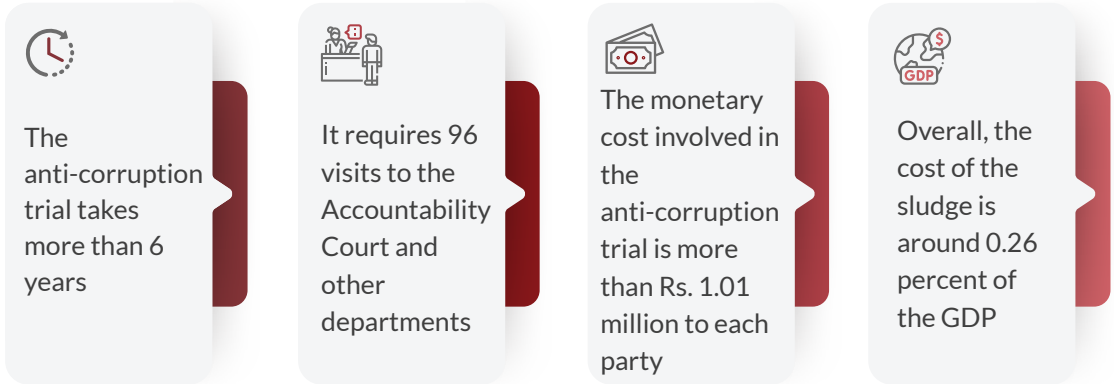 The
anti-corruption
trial takes
more than 6
years
It requires 96
visits to the
Accountability
Court and
other
departments
The monetary
cost involved in
the
anti-corruption
trial is more
than Rs. 1.01
million to each
party
$
GDP
Overall, the
cost of the
sludge is
around 0.26
percent of
the GDP